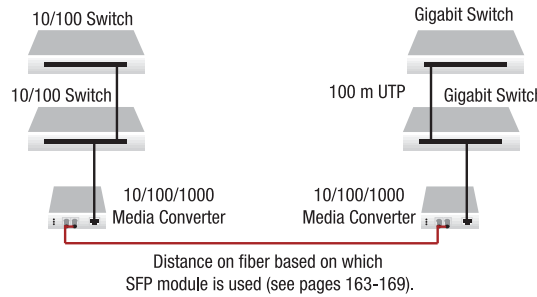 10/100 Switch
Gigabit Switch
10/100 Switch
100 m UTP
Gigabit Switch
10/100/1000
Media Converter
10/100/1000
Media Converter
Distance on fiber based on which
SFP module is used (see pages 163-169).